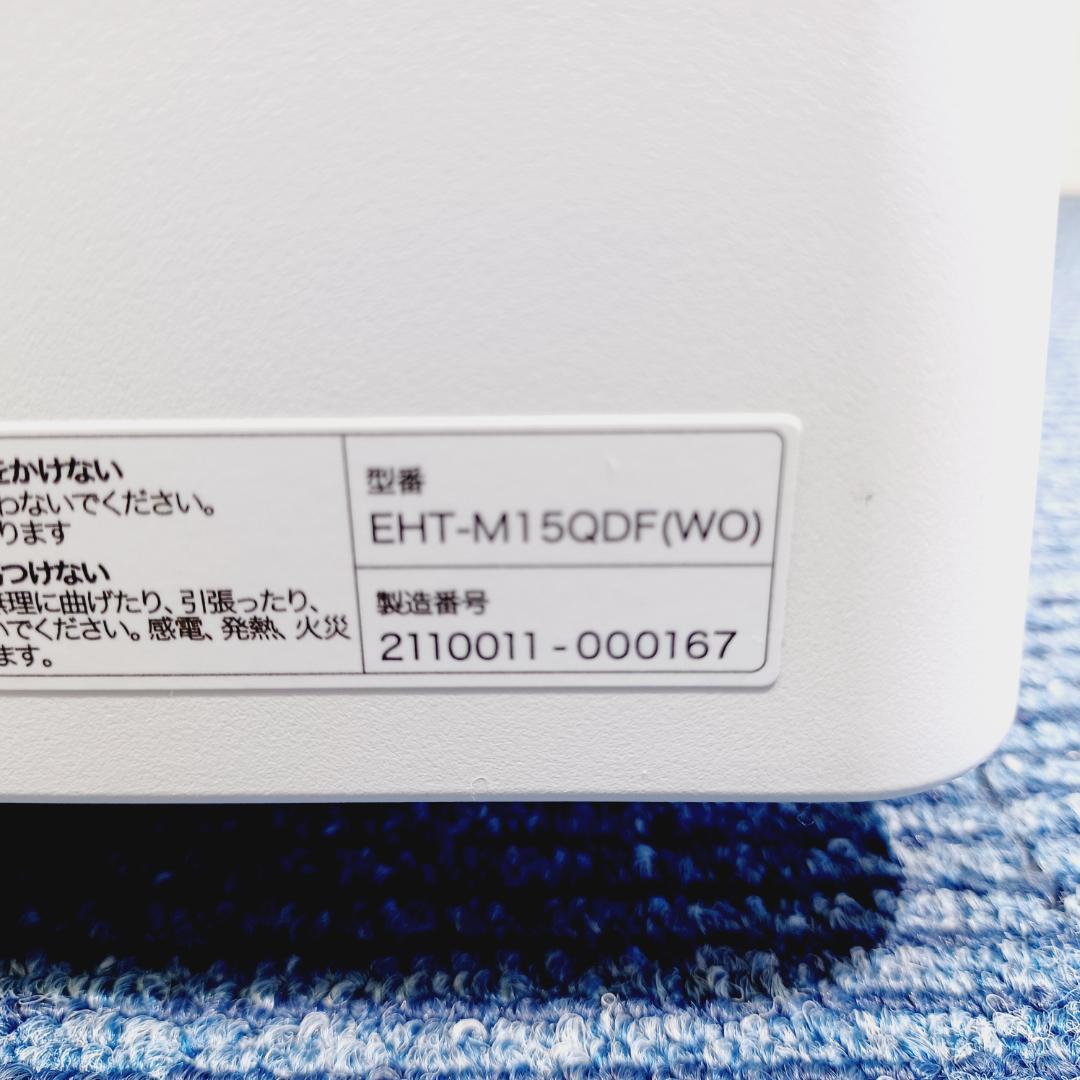 をかけない
わないでください。
ります
つけない
無理に曲げたり、引張ったり、
いでください。感電、発熱、火災
ます。
型番
EHT-M15QDF(WO)
製造番号
2110011-000167